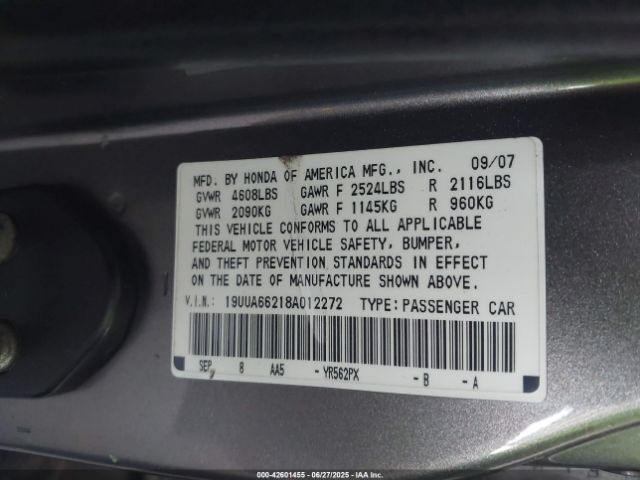 MFD. BY HONDA OF AMERICA MFG., INC. 09/07
GVWR 4608LBS GAWR F 2524LBS R 2116LBS
GVWR 2090KG GAWR F 1145KG R 960KG
THIS VEHICLE CONFORMS TO ALL APPLICABLE
FEDERAL MOTOR VEHICLE SAFETY, BUMPER,
AND THEFT PREVENTION STANDARDS IN EFFECT
ON THE DATE OF MANUFACTURE SHOWN ABOVE.
V.I.N.: 19UUA66218A012272 TYPE:PASSENGER CAR
SEP 8 AA5 - YR562PX - B - A
000-42601455 - 06/27/2025 - IAAI.COM